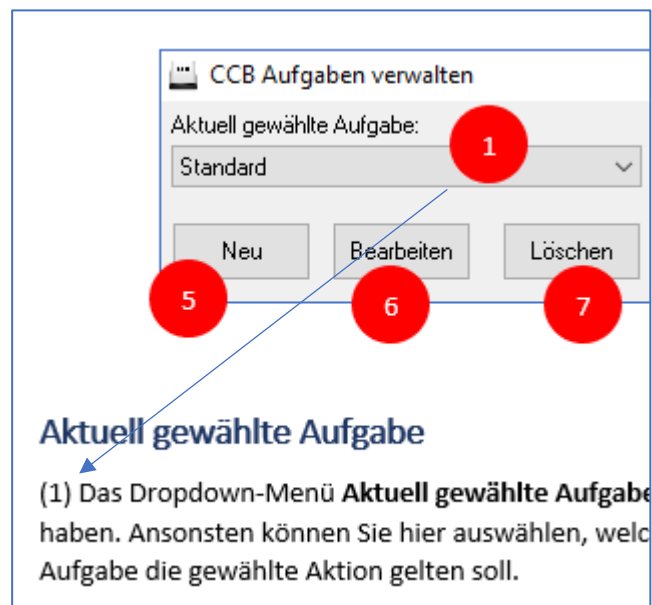 CCB Aufgaben verwalten
Aktuell gewählte Aufgabe:
1
Standard
Neu Bearbeiten Löschen
5 6 7
Aktuell gewählte Aufgabe
(1) Das Dropdown-Menü Aktuell gewählte Aufgabe
haben. Ansonsten können Sie hier auswählen, welc
Aufgabe die gewählte Aktion gelten soll.